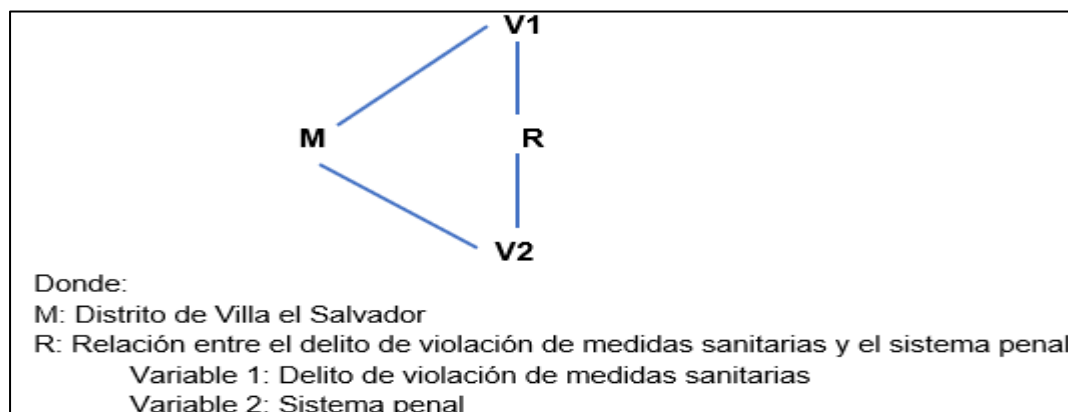 V1
M R
V2
Donde:
M: Distrito de Villa el Salvador
R: Relación entre el delito de violación de medidas sanitarias y el sistema penal
Variable 1: Delito de violación de medidas sanitarias
Variable 2: Sistema penal